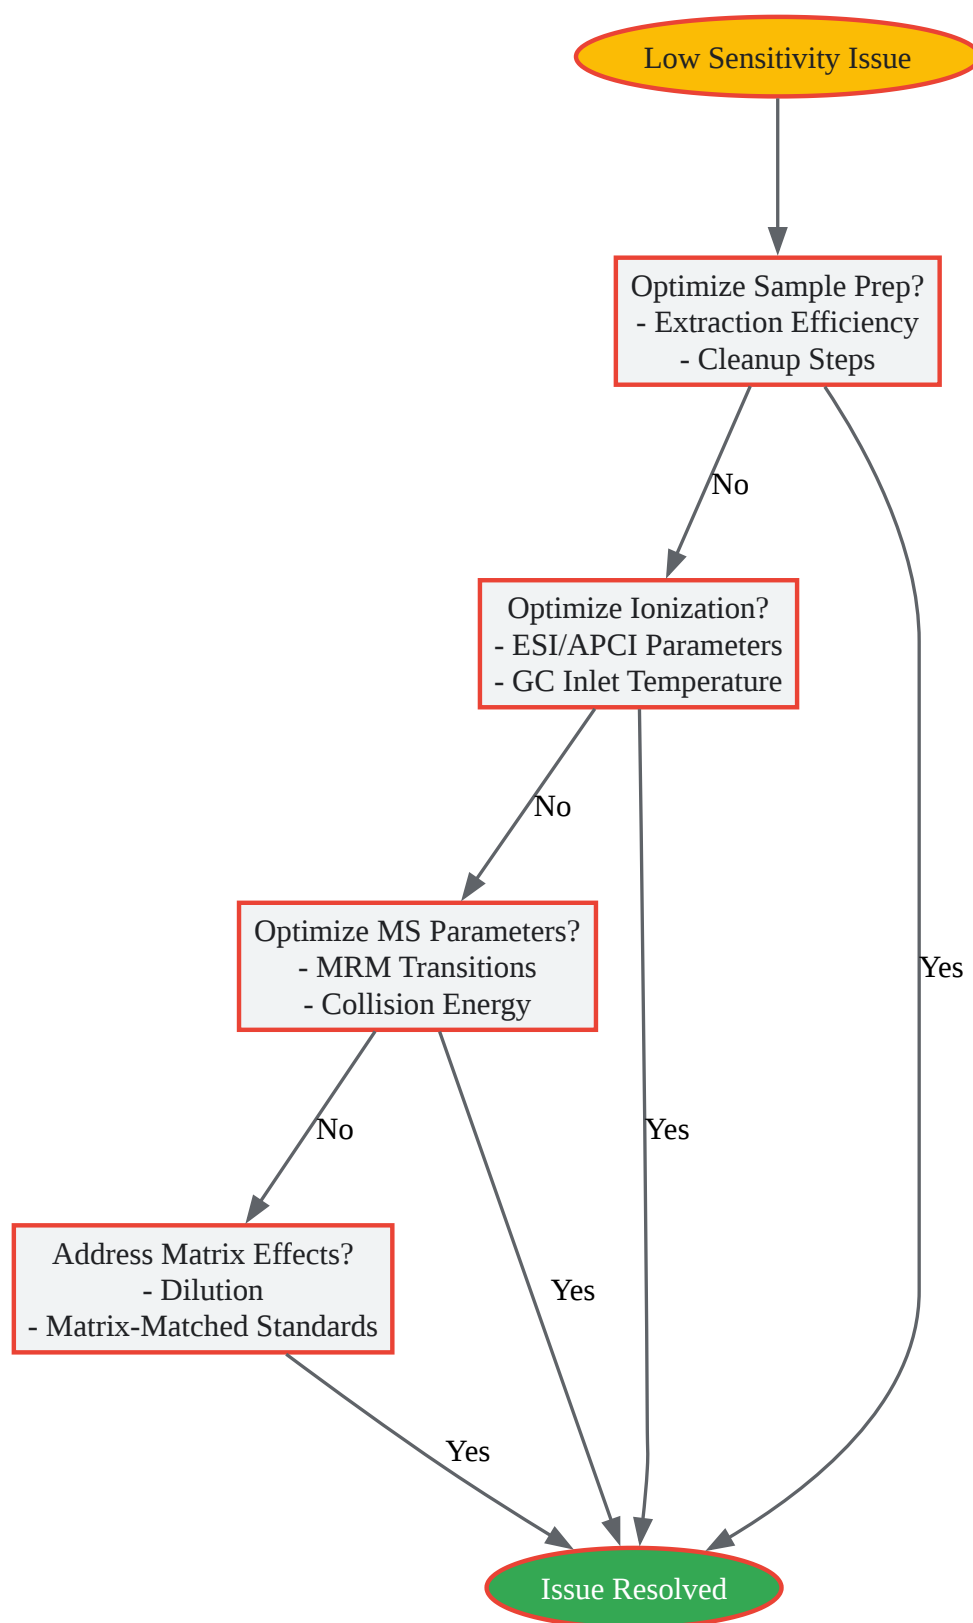 Low Sensitivity Issue
Optimize Sample Prep?
- Extraction Efficiency
- Cleanup Steps
No
Optimize Ionization?
- ESI/APCI Parameters
- GC Inlet Temperature
No
Optimize MS Parameters?
- MRM Transitions
- Collision Energy
Yes
No
Yes
Address Matrix Effects?
- Dilution
- Matrix-Matched Standards
Yes
Yes
Issue Resolved